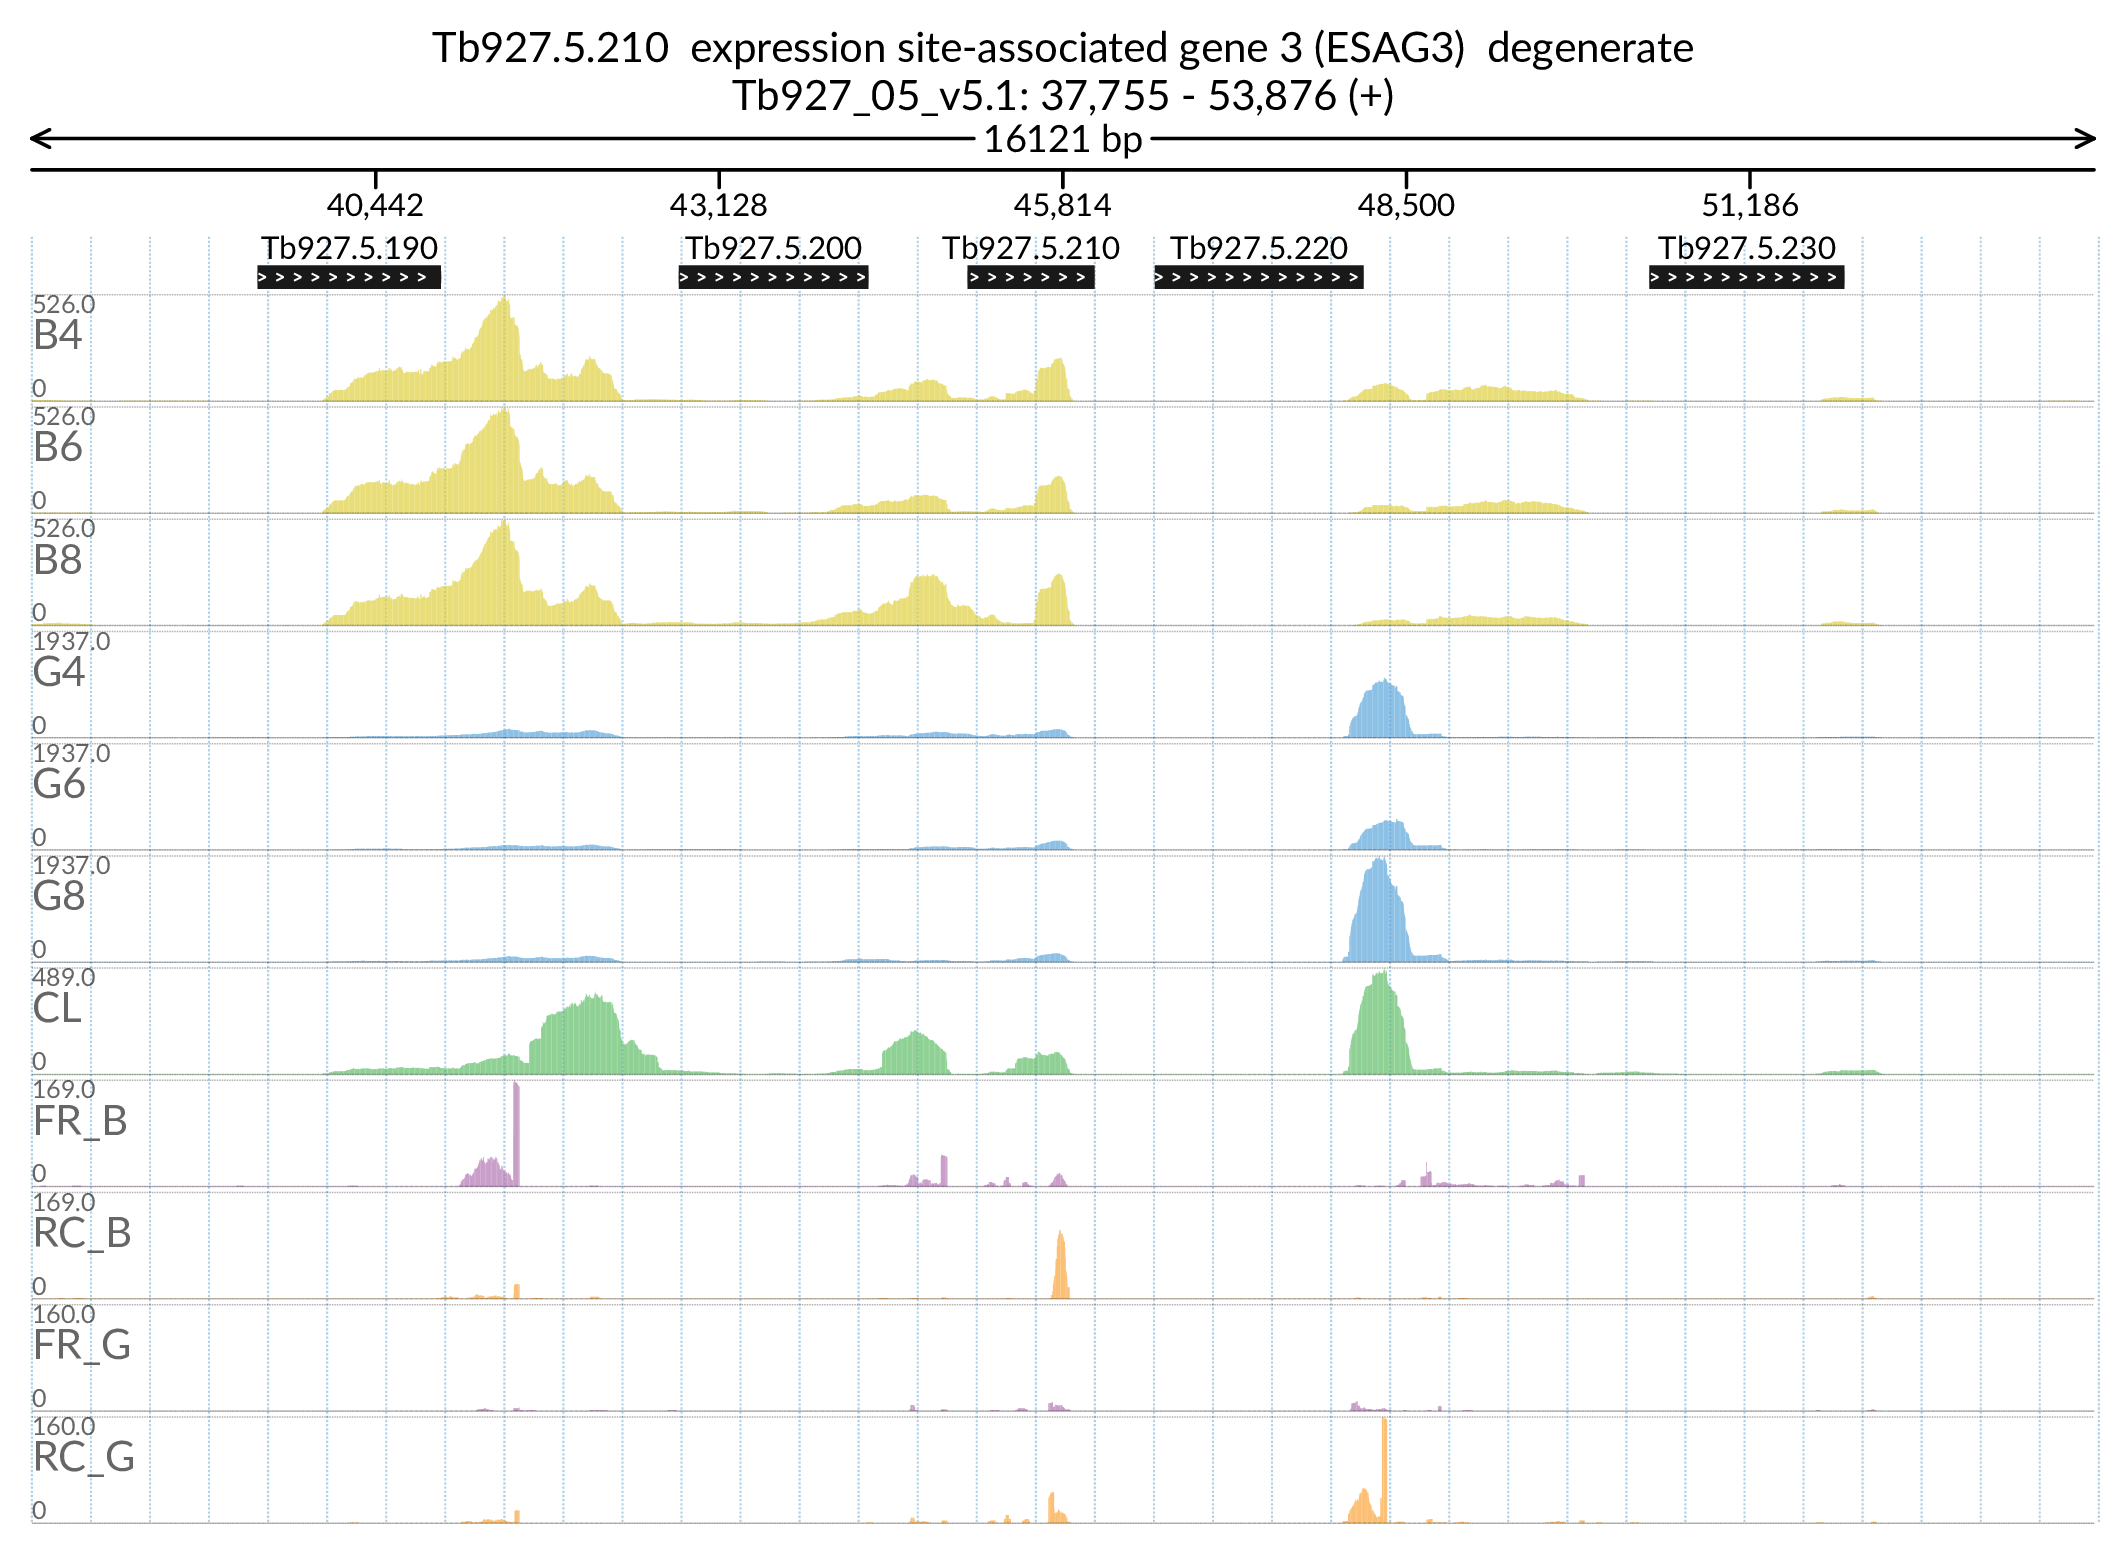 Tb927.5.210  expression site-associated gene 3 (ESAG3)  degenerate
Tb927_05_v5.1: 37,755 - 53,876 (+)
16121 bp
40,442 43,128 45,814 48,500 51,186
Tb927.5.190 Tb927.5.200 Tb927.5.210 Tb927.5.220 Tb927.5.230
526.0
B4
0
526.0
B6
0
526.0
B8
0
1937.0
G4
0
1937.0
G6
0
1937.0
G8
0
489.0
CL
0
169.0
FR_B
0
169.0
RC_B
0
160.0
FR_G
0
160.0
RC_G
0